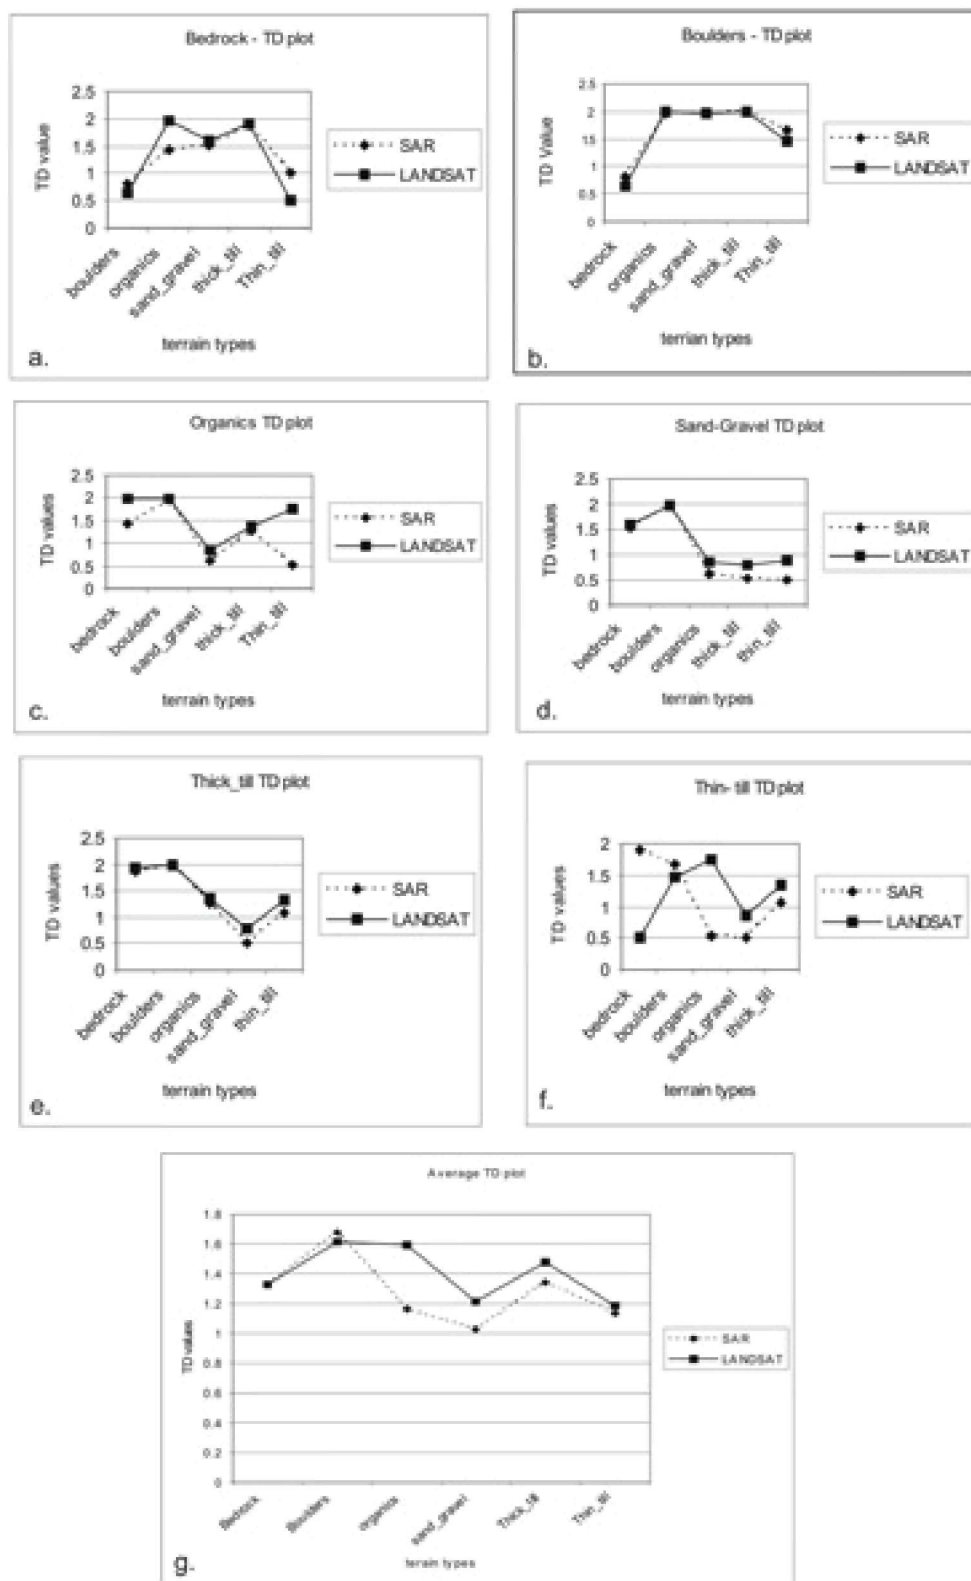 Bedrock - TD plot
TD value
2.5
2
1.5
1
0.5
0
boulders
organics
sand_gravel
thick_till
Thin_till
SAR
LANDSAT
terrain types
a.
Boulders - TD plot
TD Value
2.5
2
1.5
1
0.5
0
bedrock
organics
sand_gravel
thick_till
Thin_till
SAR
LANDSAT
terrian types
b.
Organics TD plot
TD values
2.5
2
1.5
1
0.5
0
bedrock
boulders
sand_gravel
thick_till
Thin_till
SAR
LANDSAT
terrain types
c.
Sand-Gravel TD plot
TD values
2.5
2
1.5
1
0.5
0
bedrock
boulders
organics
thick_till
thin_till
SAR
LANDSAT
terrain types
d.
Thick_till TD plot
TD values
2.5
2
1.5
1
0.5
0
bedrock
boulders
organics
sand_gravel
thin_till
SAR
LANDSAT
terrain types
e.
Thin- till TD plot
TD values
2
1.5
1
0.5
0
bedrock
boulders
organics
sand_gravel
thick_till
SAR
LANDSAT
terrain types
f.
Average TD plot
TD values
1.8
1.6
1.4
1.2
1
0.8
0.6
0.4
0.2
0
Bedrock
Boulders
organics
sand_gravel
Thick_till
Thin_till
SAR
LANDSAT
terain types
g.